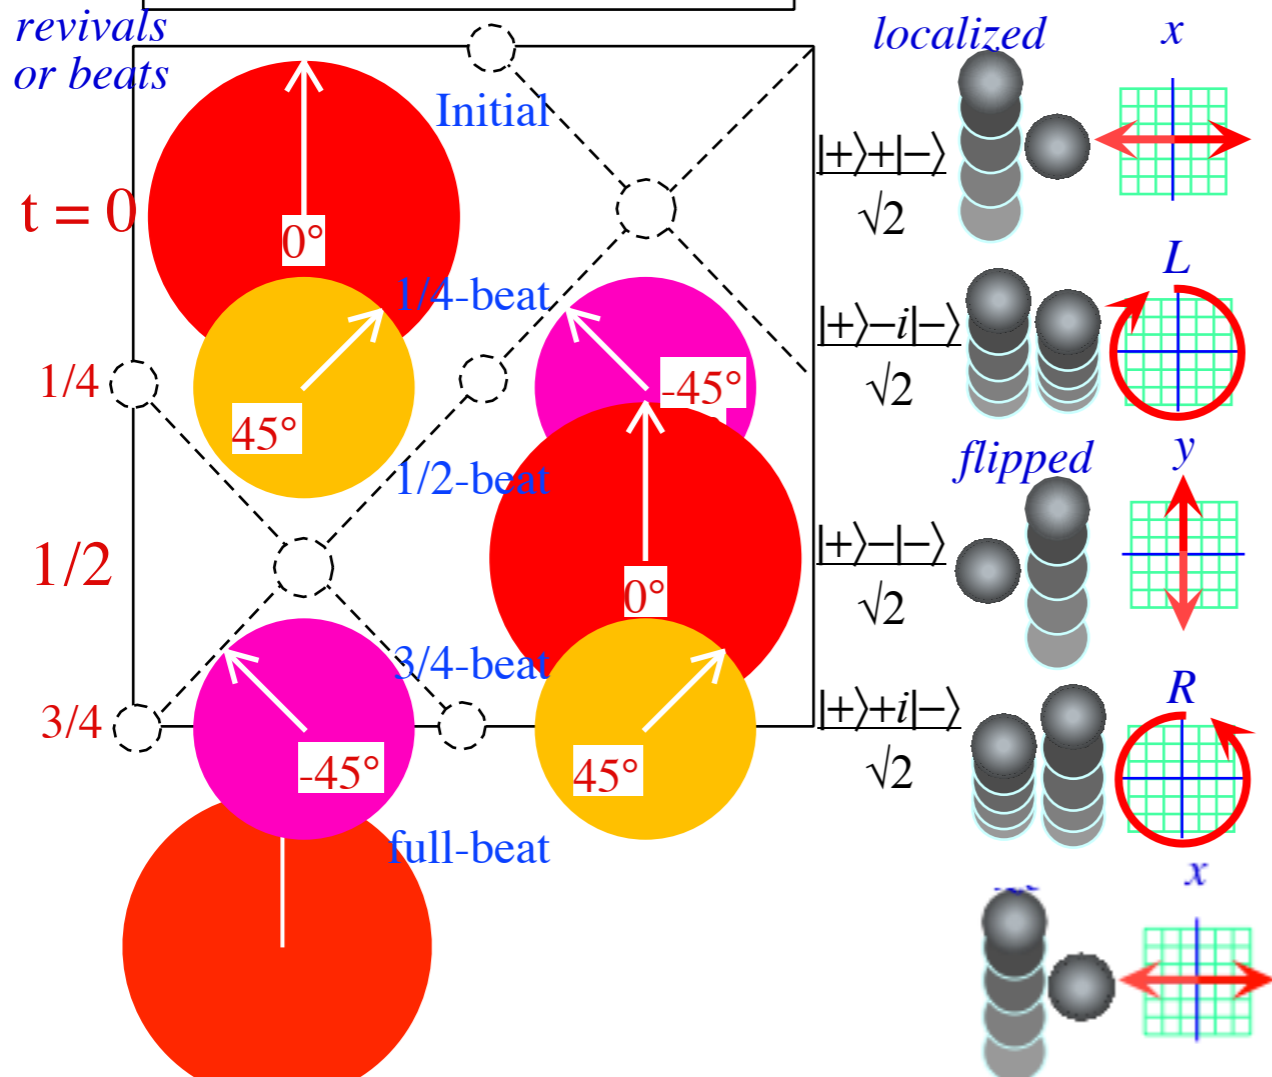 revivals
or beats
localized
x
Initial
|+⟩+|−⟩
√2
t = 0
0°
L
1/4-beat
|+⟩−i|−⟩
√2
1/4
-45°
45°
flipped
y
1/2-beat
|+⟩−|−⟩
√2
1/2
0°
3/4-beat
R
|+⟩+i|−⟩
√2
3/4
-45°
45°
full-beat
x